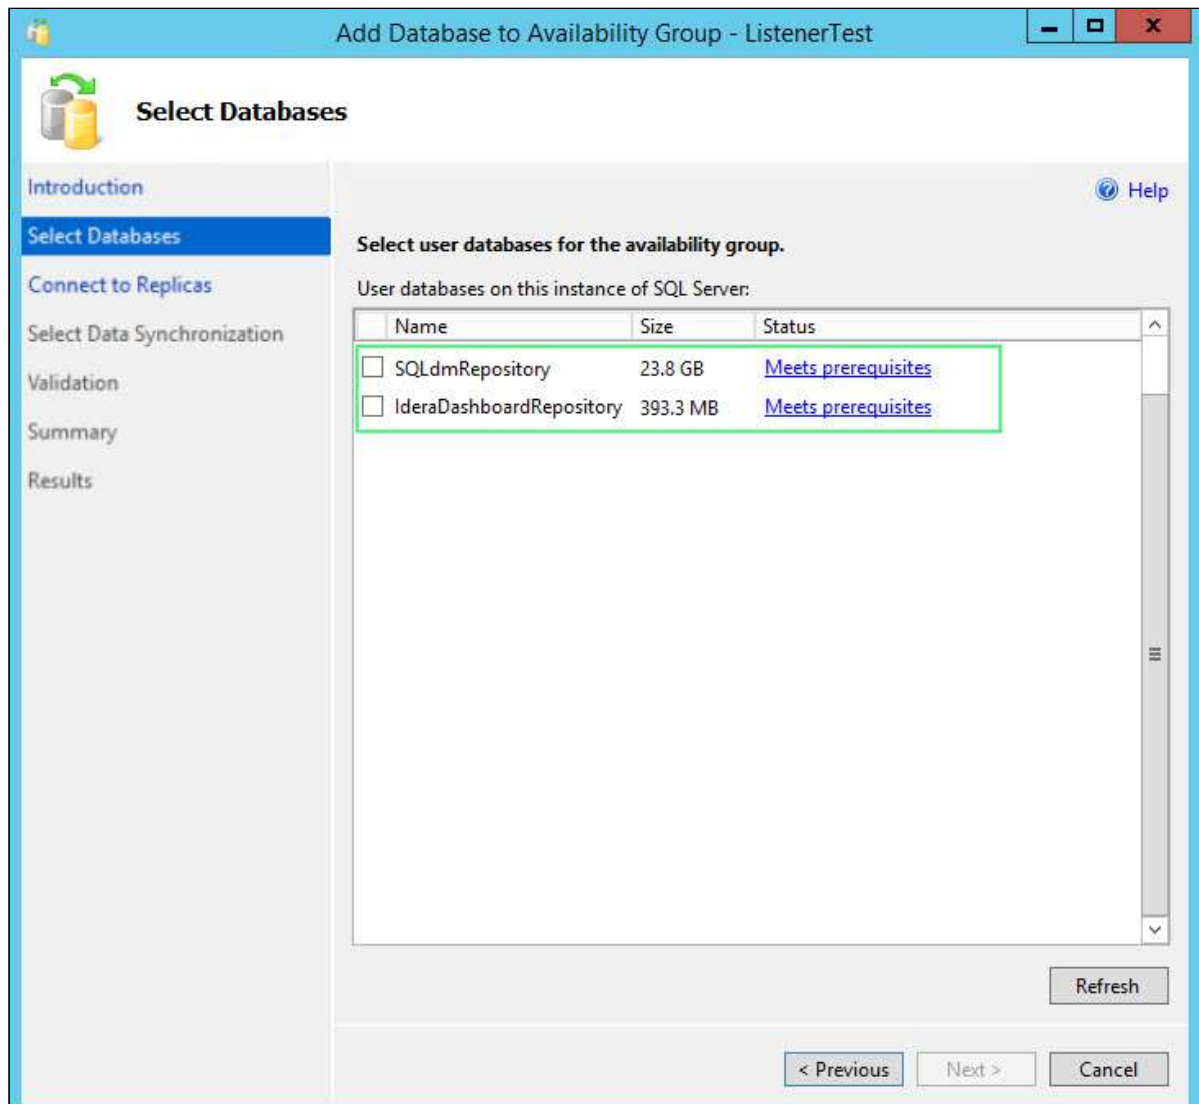 Add Database to Availability Group - ListenerTest
x
Select Databases
Introduction
Help
Select Databases
Select user databases for the availability group.
Connect to Replicas
User databases on this instance of SQL Server:
Select Data Synchronization
Name Size Status
SQLdmRepository 23.8 GB Meets prerequisites
Validation
IderaDashboardRepository 393.3 MB Meets prerequisites
Summary
Results
Refresh
< Previous Next > Cancel